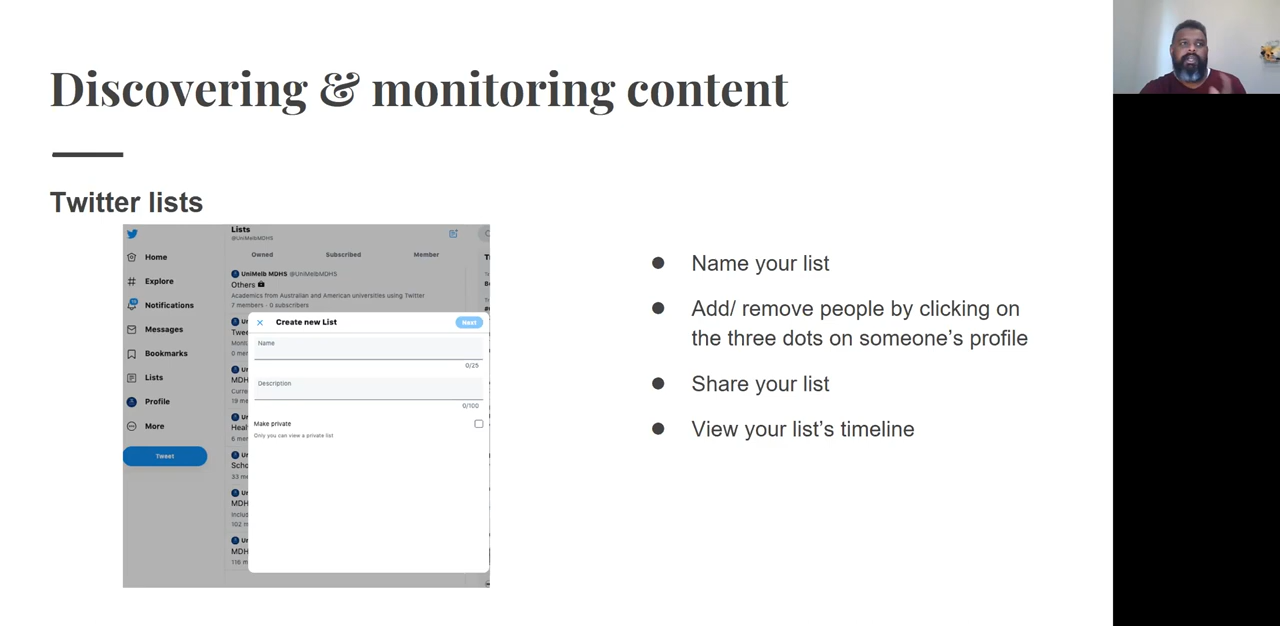 Discovering & monitoring content
Twitter lists
Lists
@UniMelbMDHS
Home
Explore
Notifications
Messages
Bookmarks
Lists
Profile
More
Tweet
Owned Subscribed Member
UniMelb MDHS @UniMelbMDHS
Others
Academics from Australian and American universities using Twitter
7 members · 0 subscribers
Create new List
Next
Name
0/25
Description
0/100
Make private
Only you can view a private list
Name your list
Add/ remove people by clicking on
the three dots on someone's profile
Share your list
View your list's timeline